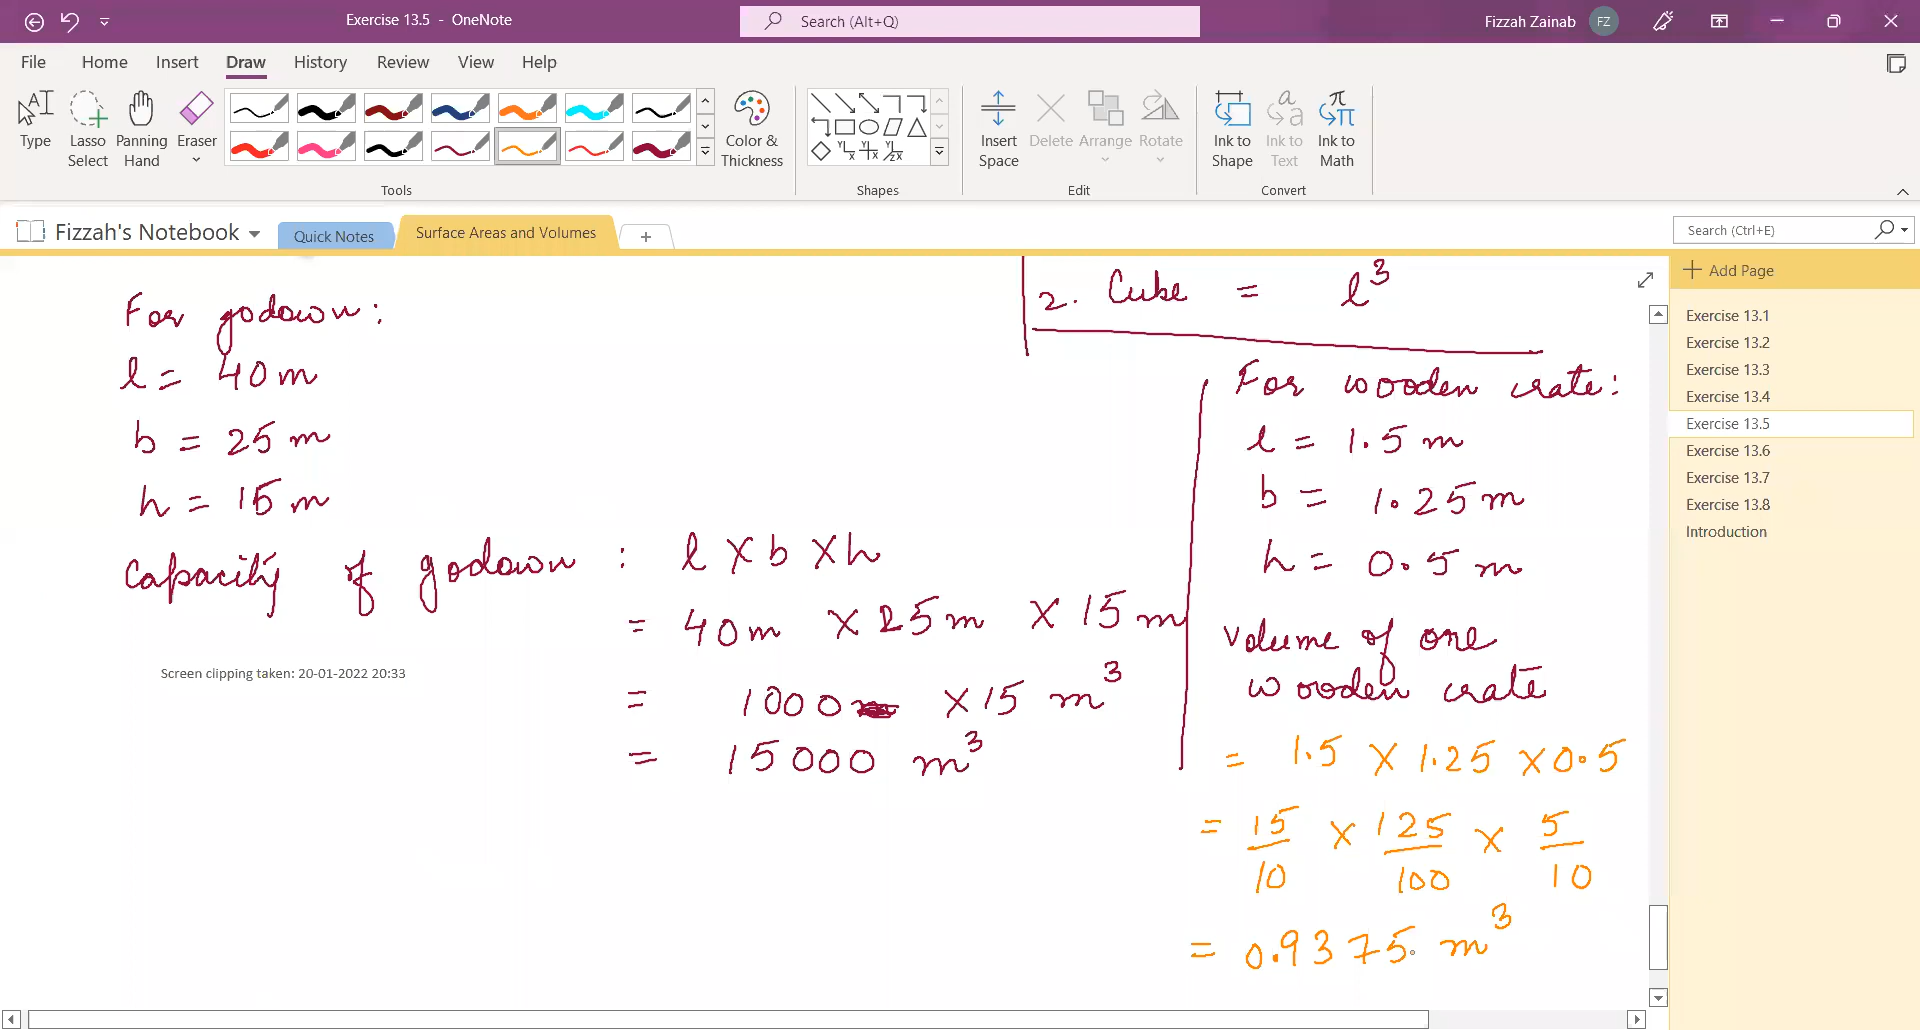 Exercise 13.5 - OneNote
Search (Alt+Q)
Fizzah Zainab FZ
File Home Insert Draw History Review View Help
Type
Lasso Select
Panning Hand
Eraser
Color & Thickness
Insert Space
Delete
Arrange
Rotate
Ink to Shape
Ink to Text
Ink to Math
Tools
Shapes
Edit
Convert
Fizzah's Notebook
Quick Notes
Surface Areas and Volumes
Search (Ctrl+E)
Add Page
Exercise 13.1
Exercise 13.2
Exercise 13.3
Exercise 13.4
Exercise 13.5
Exercise 13.6
Exercise 13.7
Exercise 13.8
Introduction
2. Cube = l³
For godown:
l = 40 m
b = 25 m
h = 15 m
Capacity of godown : l × b × h
= 40 m × 25 m × 15 m
= 1000 × 15 m³
= 15000 m³
Screen clipping taken: 20-01-2022 20:33
For wooden crate:
l = 1.5 m
b = 1.25 m
h = 0.5 m
Volume of one
wooden crate
= 1.5 × 1.25 × 0.5
= 15/10 × 125/100 × 5/10
= 0.9375 m³